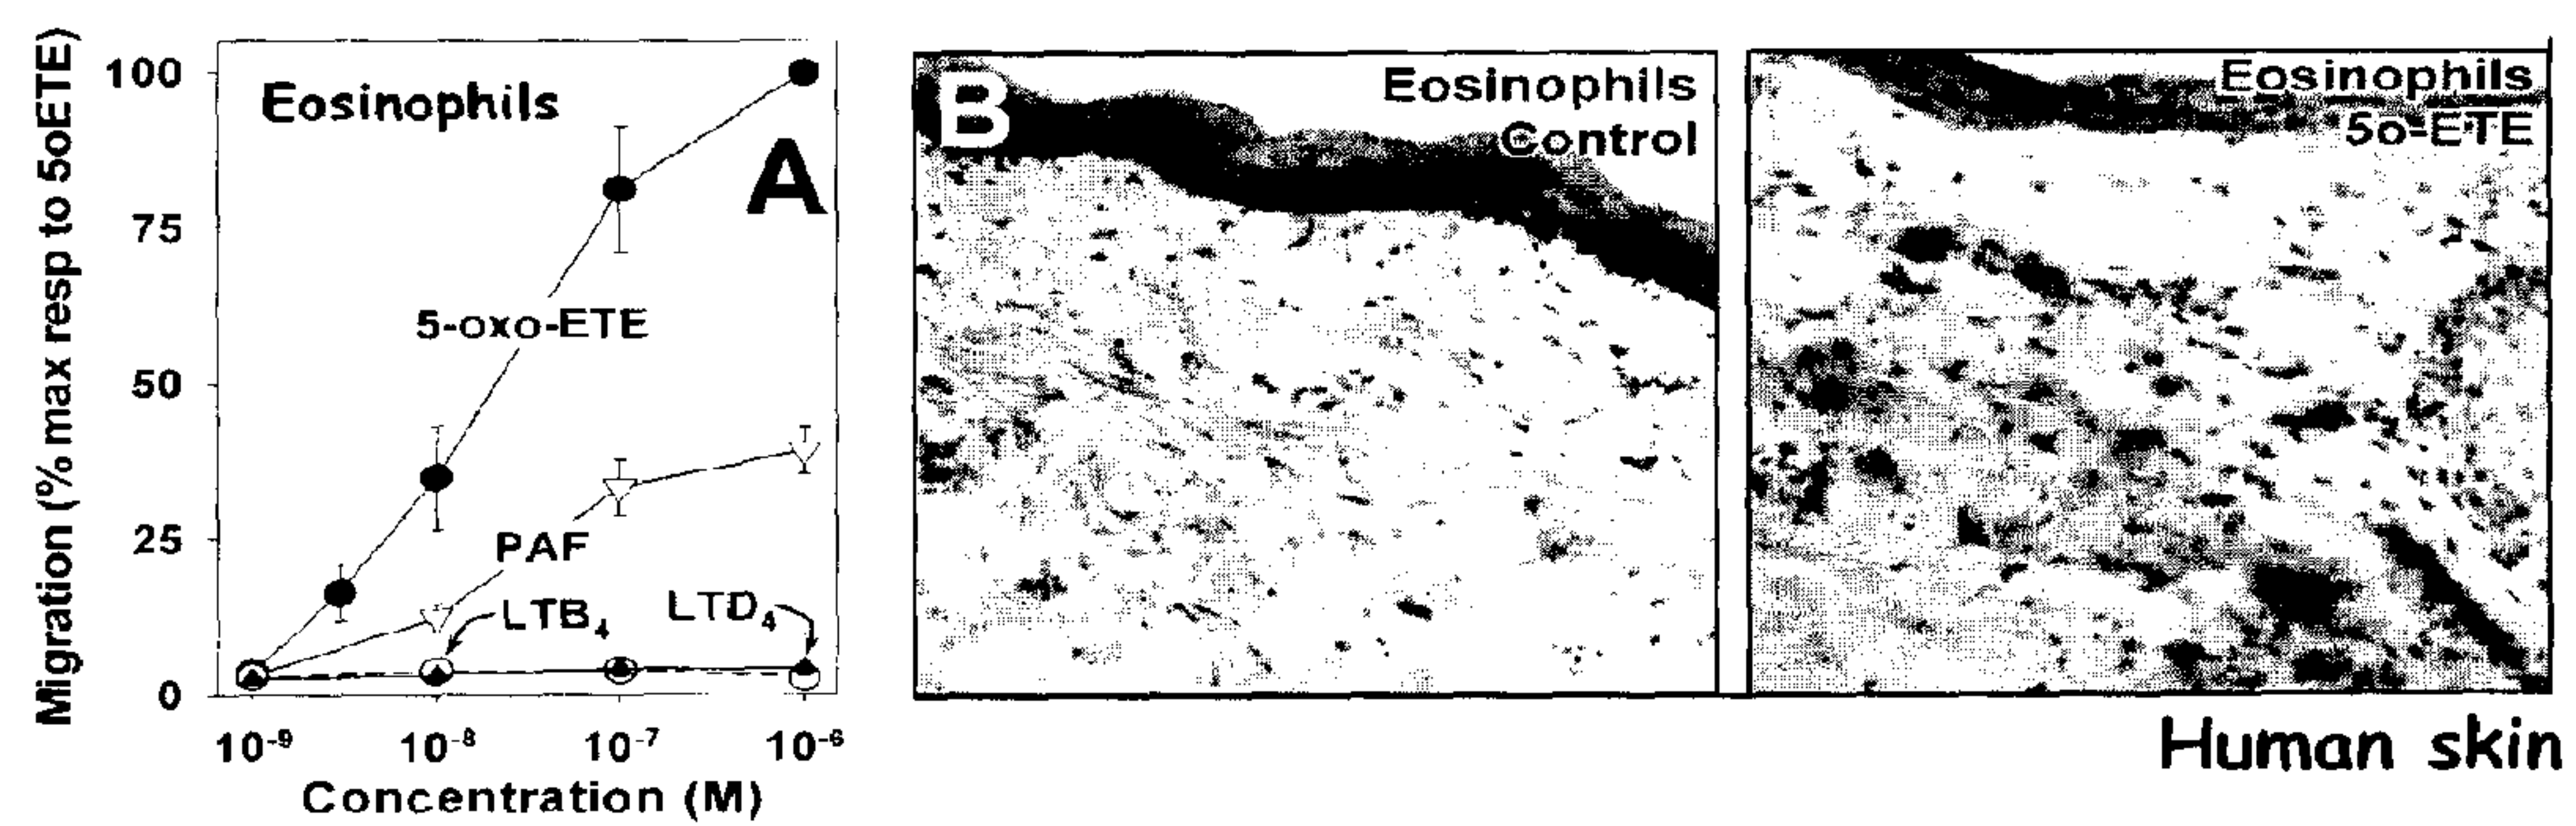 Migration (% max resp to 5oETE)
100
75
50
25
0
Eosinophils
A
5-oxo-ETE
PAF
LTB4
LTD4
10-9
10-8
10-7
10-6
Concentration (M)
B
Eosinophils
Control
Eosinophils
5o-ETE
Human skin